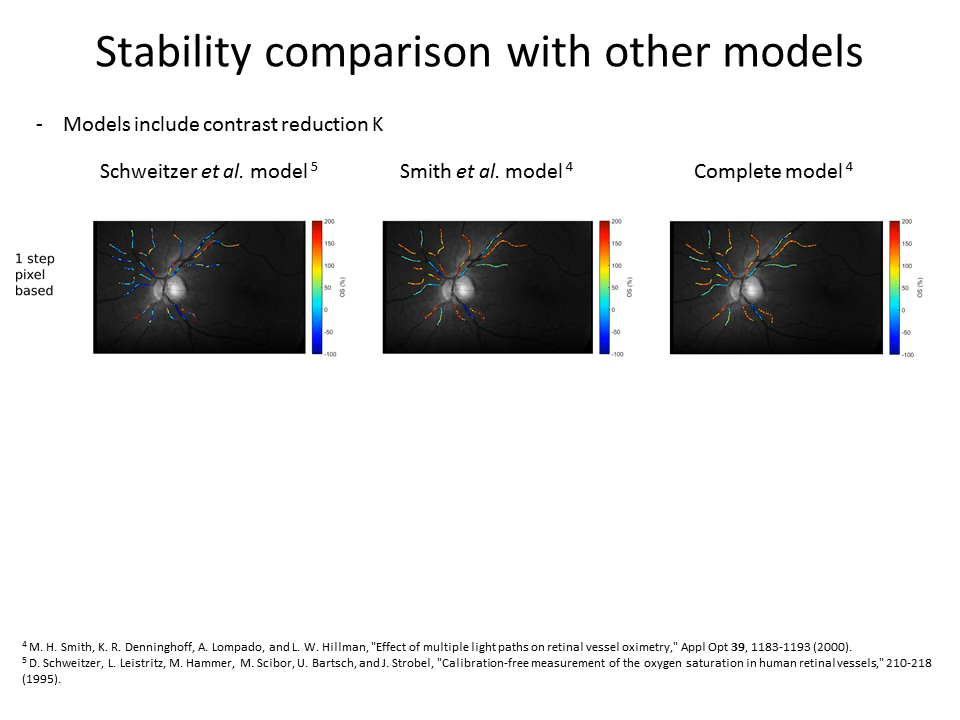 Stability comparison with other models
- Models include contrast reduction K
Schweitzer et al. model 5
Smith et al. model 4
Complete model 4
1 step
pixel
based
200
150
100
50
0
-50
-100
OS (%)
200
150
100
50
0
-50
-100
OS (%)
200
150
100
50
0
-50
-100
OS (%)
4 M. H. Smith, K. R. Denninghoff, A. Lompado, and L. W. Hillman, "Effect of multiple light paths on retinal vessel oximetry," Appl Opt 39, 1183-1193 (2000).
5 D. Schweitzer, L. Leistritz, M. Hammer, M. Scibor, U. Bartsch, and J. Strobel, "Calibration-free measurement of the oxygen saturation in human retinal vessels," 210-218
(1995).